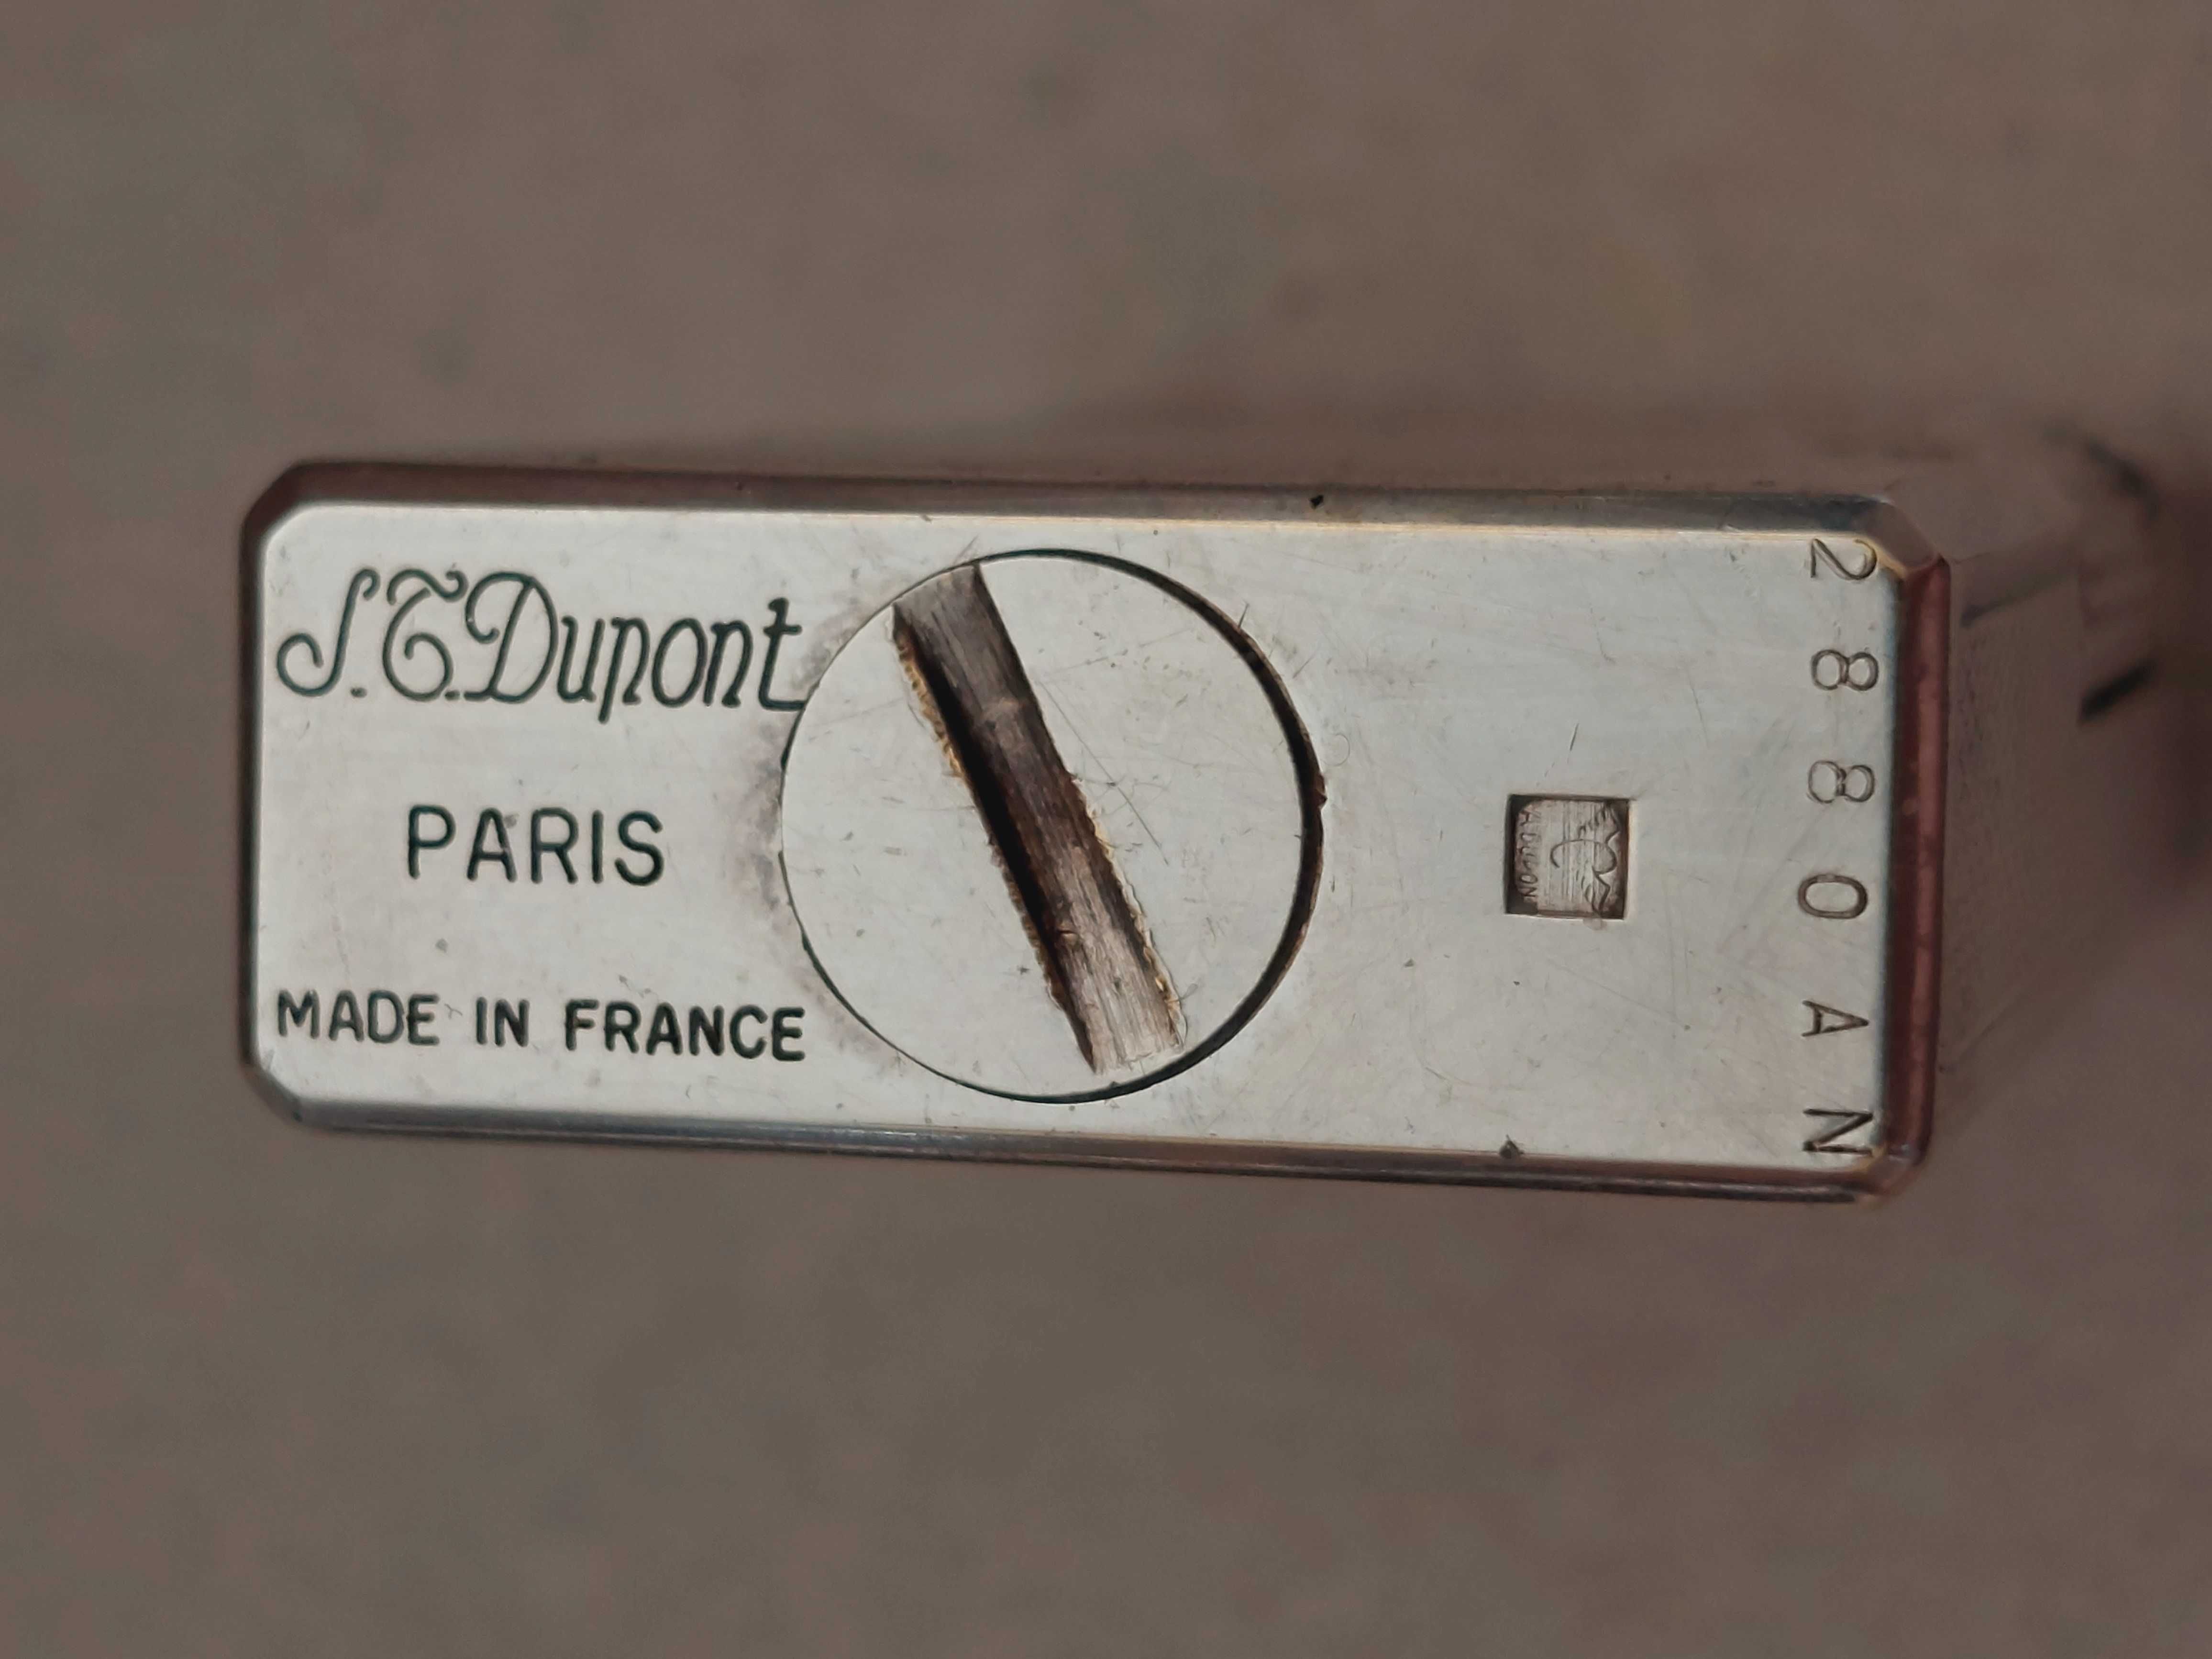 S.T.Dupont
PARIS
MADE IN FRANCE
2880AN